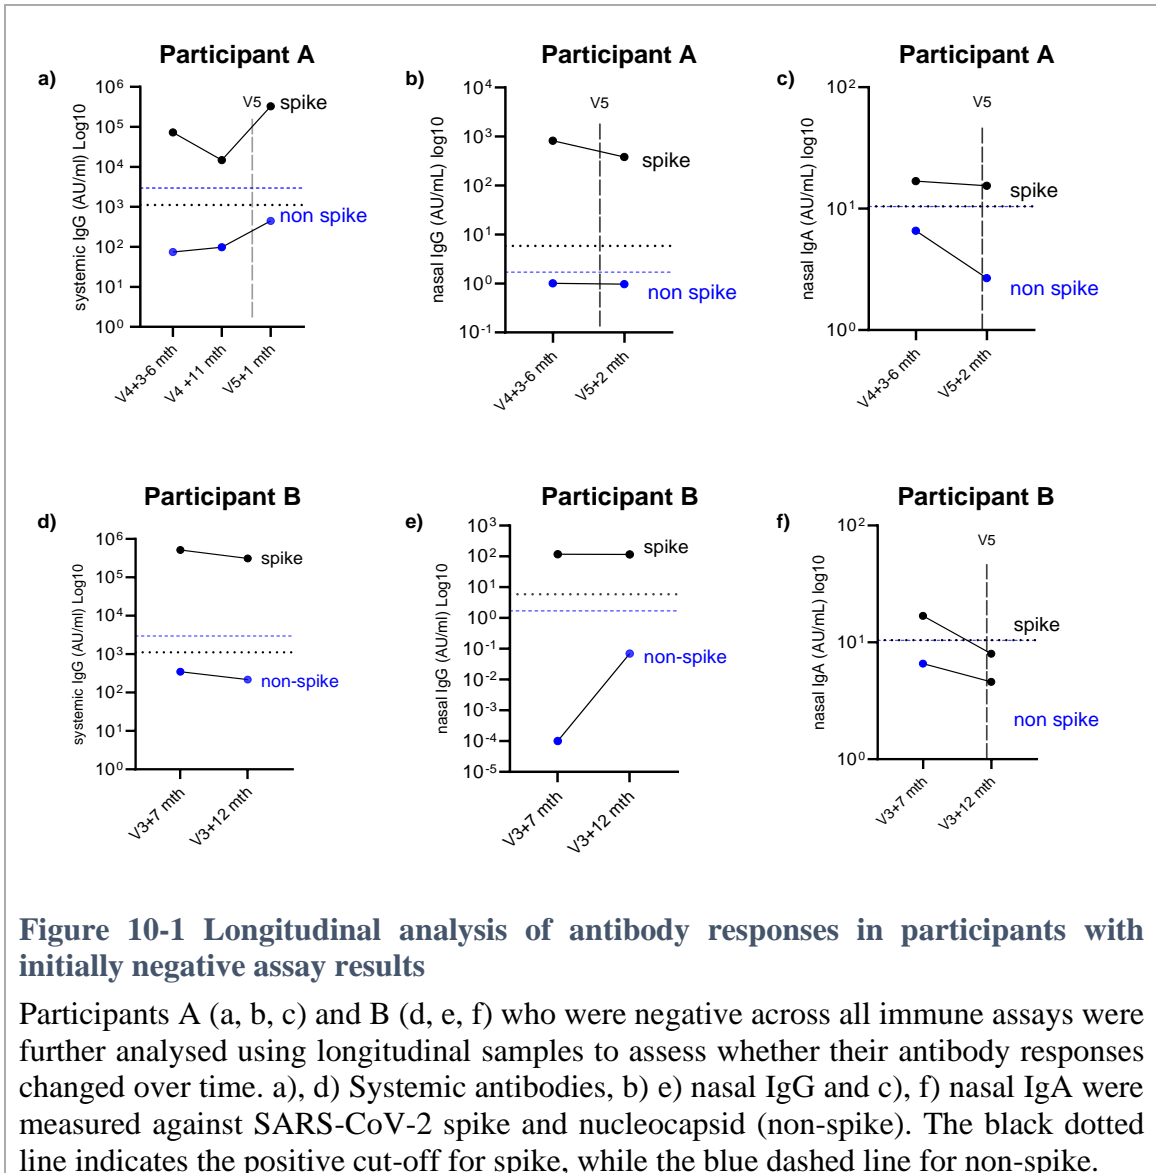 Participant A
a)
systemic IgG (AU/ml) Log10
10⁶
10⁵
10⁴
10³
10²
10¹
10⁰
V5
spike
non spike
V4+3-6 mth
V4 +11 mth
V5+1 mth
Participant A
b)
nasal IgG (AU/mL) log10
10⁴
10³
10²
10¹
10⁰
10⁻¹
V5
spike
non spike
V4+3-6 mth
V5+2 mth
Participant A
c)
nasal IgA (AU/mL) log10
10²
10¹
10⁰
V5
spike
non spike
V4+3-6 mth
V5+2 mth
Participant B
d)
systemic IgG (AU/ml) Log10
10⁶
10⁵
10⁴
10³
10²
10¹
10⁰
spike
non-spike
V3+7 mth
V3+12 mth
Participant B
e)
nasal IgG (AU/mL) Log10
10³
10²
10¹
10⁰
10⁻¹
10⁻²
10⁻³
10⁻⁴
10⁻⁵
spike
non-spike
V3+7 mth
V3+12 mth
Participant B
f)
nasal IgA (AU/mL) log10
10²
10¹
10⁰
V5
spike
non spike
V3+7 mth
V3+12 mth
Figure 10-1 Longitudinal analysis of antibody responses in participants with
initially negative assay results
Participants A (a, b, c) and B (d, e, f) who were negative across all immune assays were
further analysed using longitudinal samples to assess whether their antibody responses
changed over time. a), d) Systemic antibodies, b) e) nasal IgG and c), f) nasal IgA were
measured against SARS-CoV-2 spike and nucleocapsid (non-spike). The black dotted
line indicates the positive cut-off for spike, while the blue dashed line for non-spike.